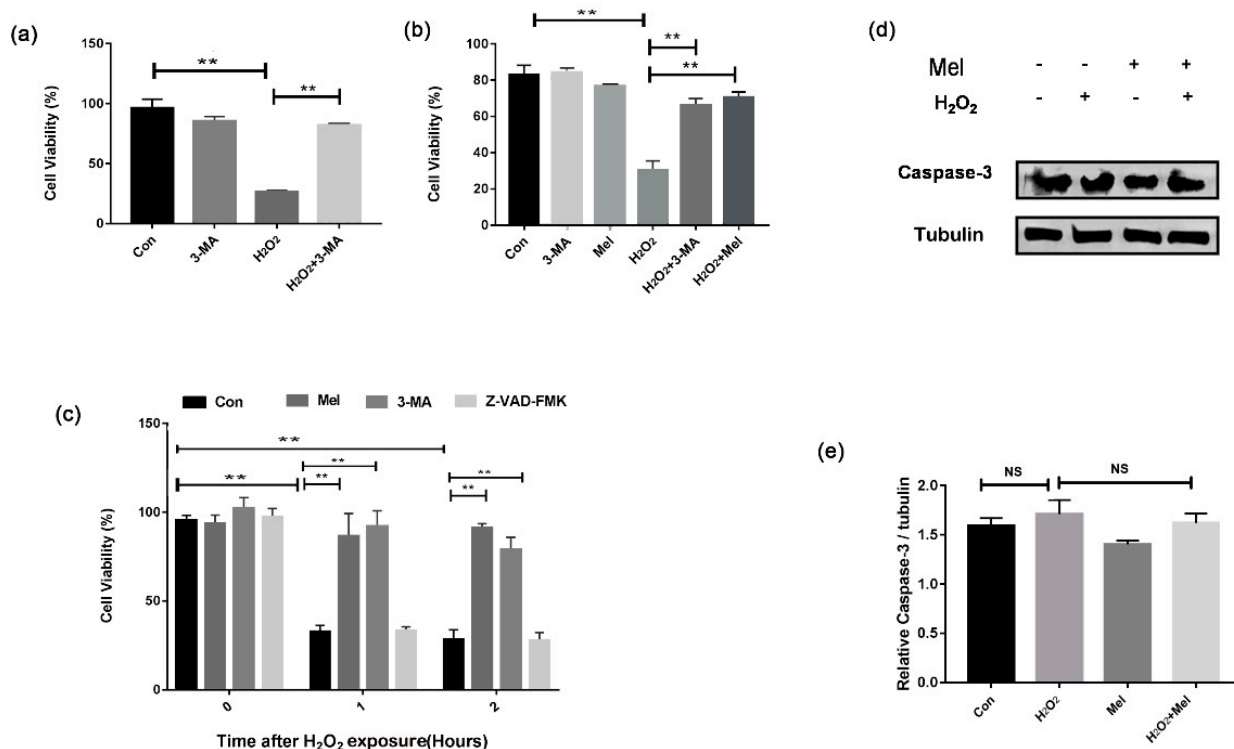 (a)
**
**
Cell Viability (%)
150
100
50
0
Con
3-MA
H₂O₂
H₂O₂+3-MA
(b)
**
**
**
Cell Viability (%)
100
80
60
40
20
0
Con
3-MA
Mel
H₂O₂
H₂O₂+3-MA
H₂O₂+Mel
(d)
Mel - - + +
H₂O₂ - + - +
Caspase-3
Tubulin
(c)
Con Mel 3-MA Z-VAD-FMK
**
**
**
**
**
**
Cell Viability (%)
150
100
50
0
0 1 2
Time after H₂O₂ exposure(Hours)
(e)
NS
NS
Relative Caspase-3 / tubulin
2.0
1.5
1.0
0.5
0.0
Con
H₂O₂
Mel
H₂O₂+Mel